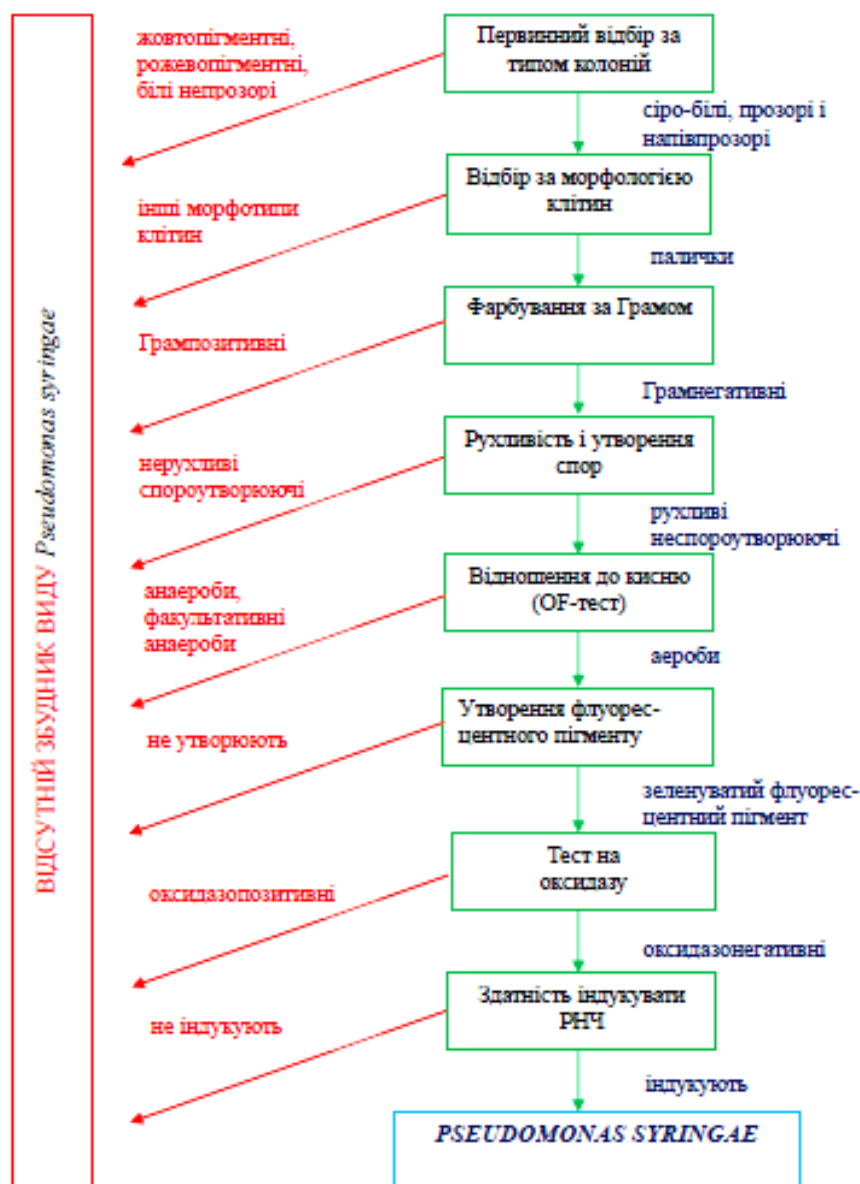 жовтопігментні,
рожевопігментні,
білі непрозорі
Первинний відбір за
типом колоній
сіро-білі, прозорі і
напівпрозорі
Відбір за морфологією
клітин
інші морфотипи
клітин
палички
Фарбування за Грамом
Грампозитивні
Грамнегативні
Рухливість і утворення
спор
нерухливі
спороутворюючі
рухливі
неспороутворюючі
Відношення до кисню
(OF-тест)
анаероби,
факультативні
анаероби
аероби
Утворення флуорес-
центного пігменту
не утворюють
зеленуватий флуорес-
центний пігмент
Тест на
оксидазу
оксидазопозитивні
оксидазонегативні
Здатність індукувати
РНЧ
не індукують
індукують
PSEUDOMONAS SYRINGAE
ВІДСУТНІЙ ЗБУДНИК ВИДУ Pseudomonas syringae